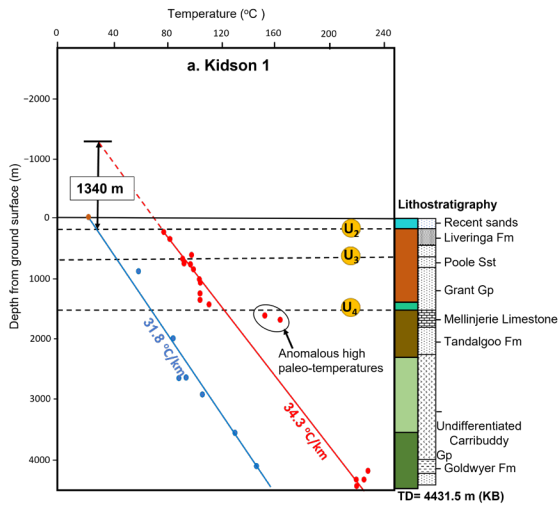 Temperature (°C)
0 40 80 120 160 200 240
a. Kidson 1
Depth from ground surface (m)
−2000
−1000
0
1000
2000
3000
4000
1340 m
U2
U3
U4
Anomalous high
paleo-temperatures
31.8 °C/km
34.3 °C/km
Lithostratigraphy
Recent sands
Liveringa Fm
Poole Sst
Grant Gp
Mellinjerie Limestone
Tandalgoo Fm
Undifferentiated
Carribuddy
Gp
Goldwyer Fm
TD= 4431.5 m (KB)